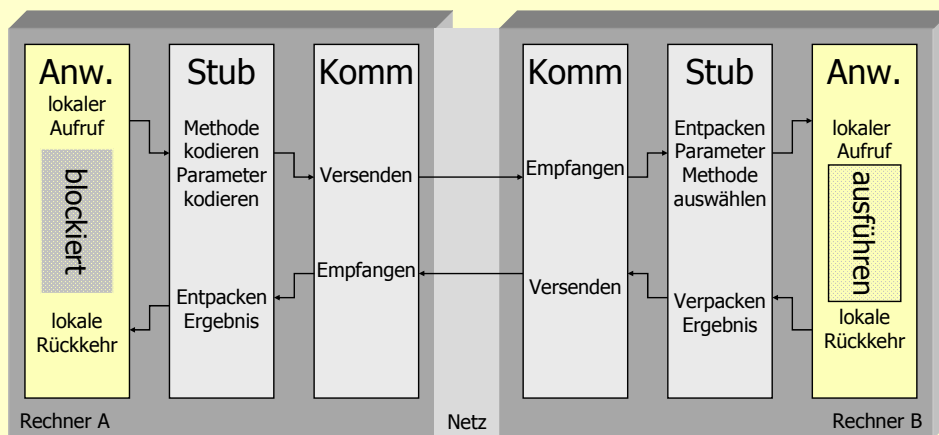 Anw.
lokaler
Aufruf
blockiert
lokale
Rückkehr
Stub
Methode
kodieren
Parameter
kodieren
Entpacken
Ergebnis
Komm
Versenden
Empfangen
Komm
Empfangen
Versenden
Stub
Entpacken
Parameter
Methode
auswählen
Verpacken
Ergebnis
Anw.
lokaler
Aufruf
ausführen
lokale
Rückkehr
Rechner A
Netz
Rechner B